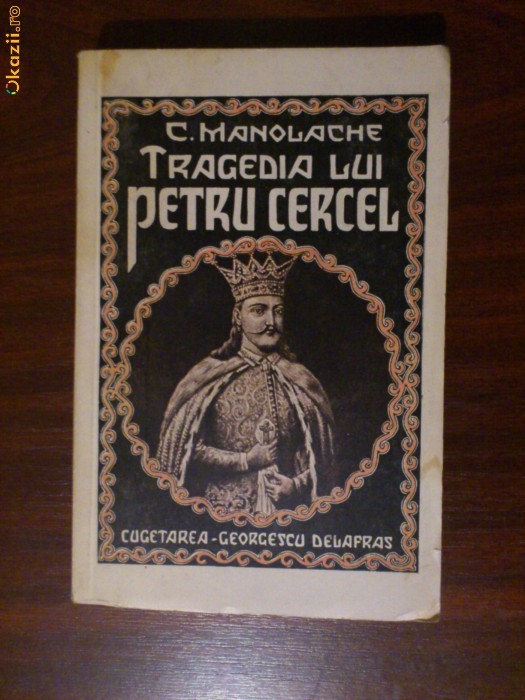 Okazii.ro
C. MANOLACHE
TRAGEDIA LUI
PETRU CERCEL
CUGETAREA-GEORGESCU DELAFRAS